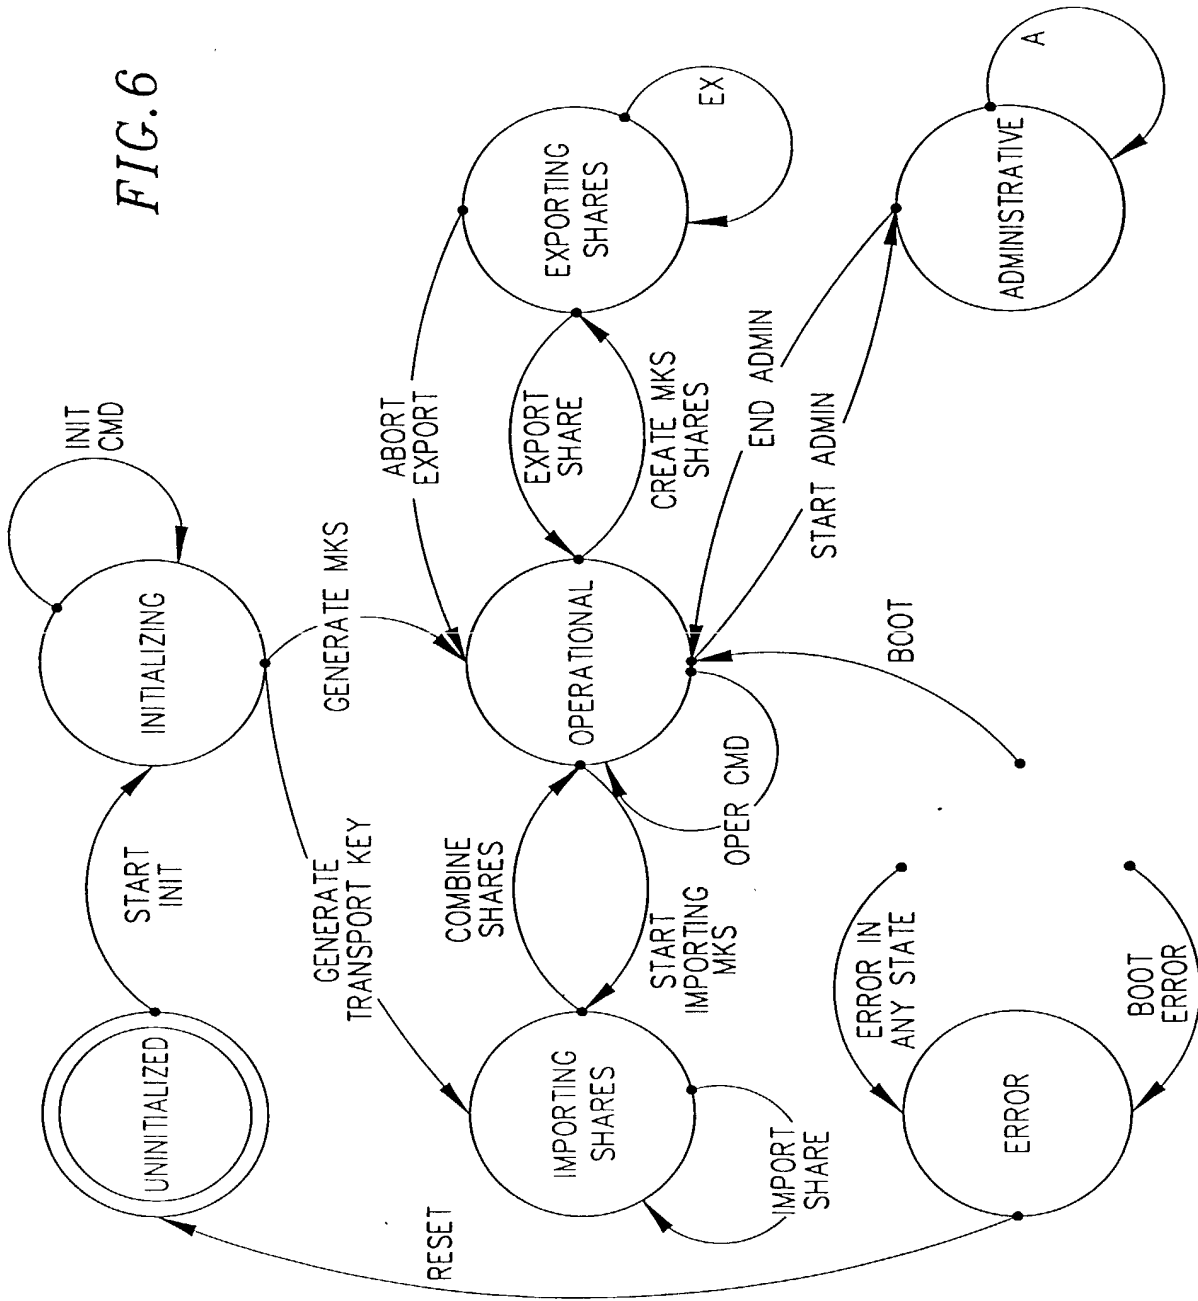 FIG. 6
UNINITIALIZED
START
INIT
INITIALIZING
INIT
CMD
GENERATE
TRANSPORT KEY
GENERATE MKS
RESET
IMPORTING
SHARES
IMPORT
SHARE
COMBINE
SHARES
START
IMPORTING
MKS
OPERATIONAL
OPER CMD
ABORT
EXPORT
EXPORT
SHARE
CREATE MKS
SHARES
EXPORTING
SHARES
EX
END ADMIN
START ADMIN
ADMINISTRATIVE
A
BOOT
ERROR IN
ANY STATE
BOOT
ERROR
ERROR